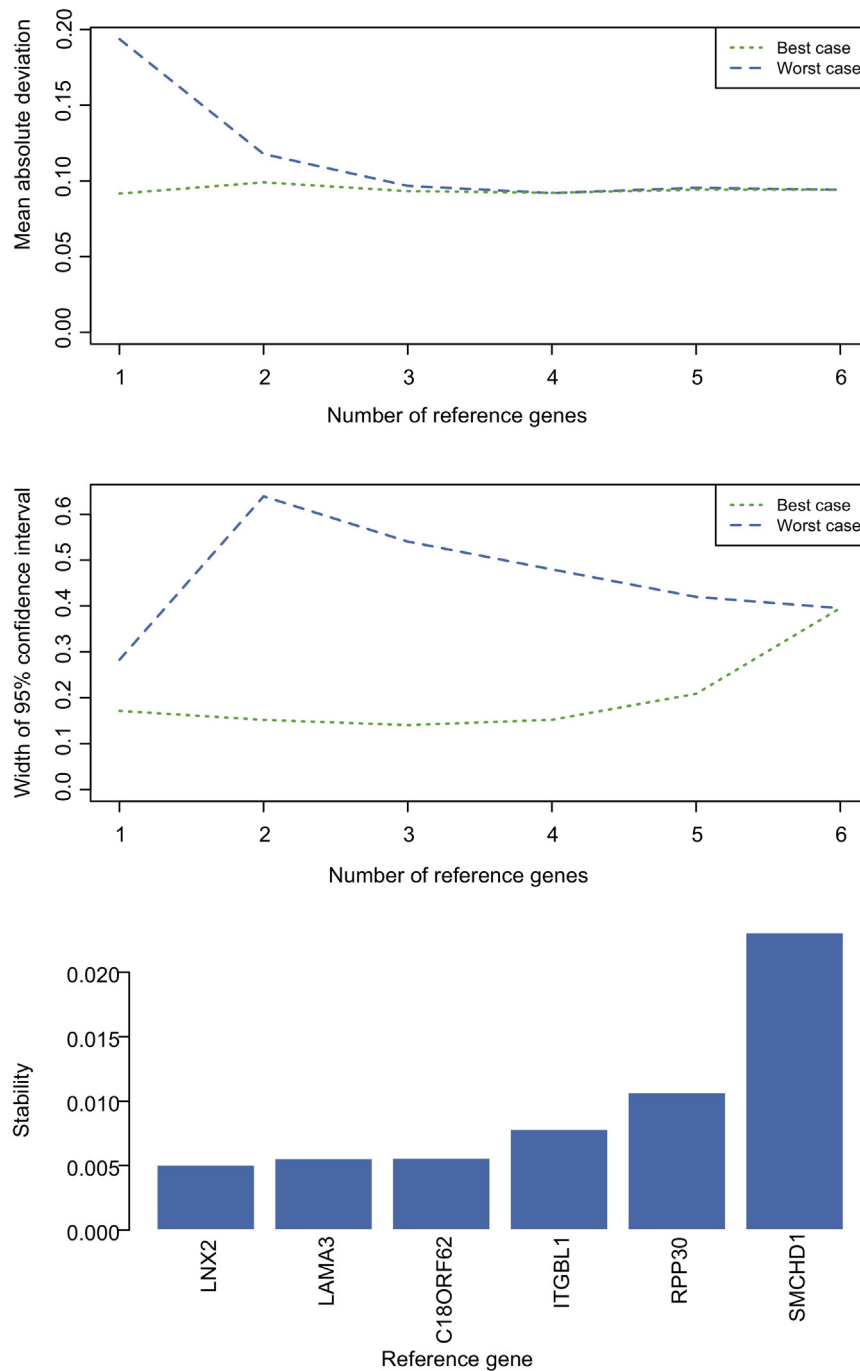 Mean absolute deviation
0.20
0.15
0.10
0.05
0.00
Best case
Worst case
1 2 3 4 5 6
Number of reference genes
Width of 95% confidence interval
0.6
0.5
0.4
0.3
0.2
0.1
0.0
Best case
Worst case
1 2 3 4 5 6
Number of reference genes
Stability
0.020
0.015
0.010
0.005
0.000
LNX2 LAMA3 C18ORF62 ITGBL1 RPP30 SMCHD1
Reference gene